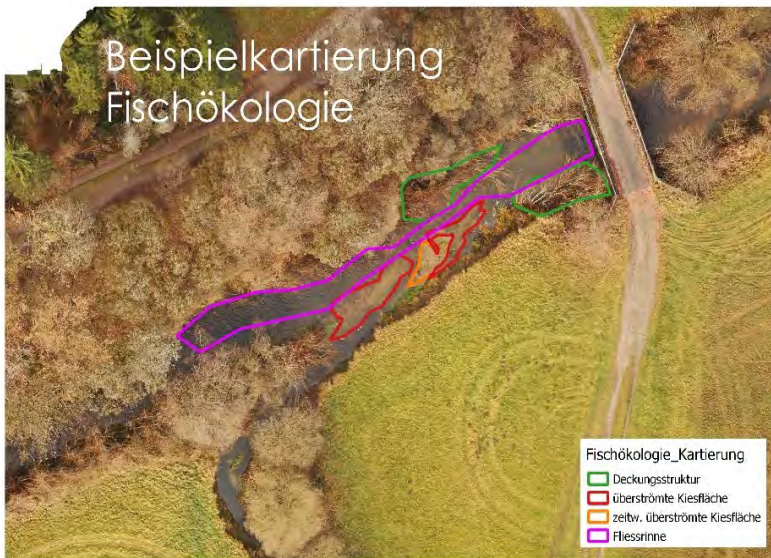 Beispielkartierung
Fischökologie
Fischökologie_Kartierung
Deckungsstruktur
überströmte Kiesfläche
zeitw. überströmte Kiesfläche
Fliessrinne